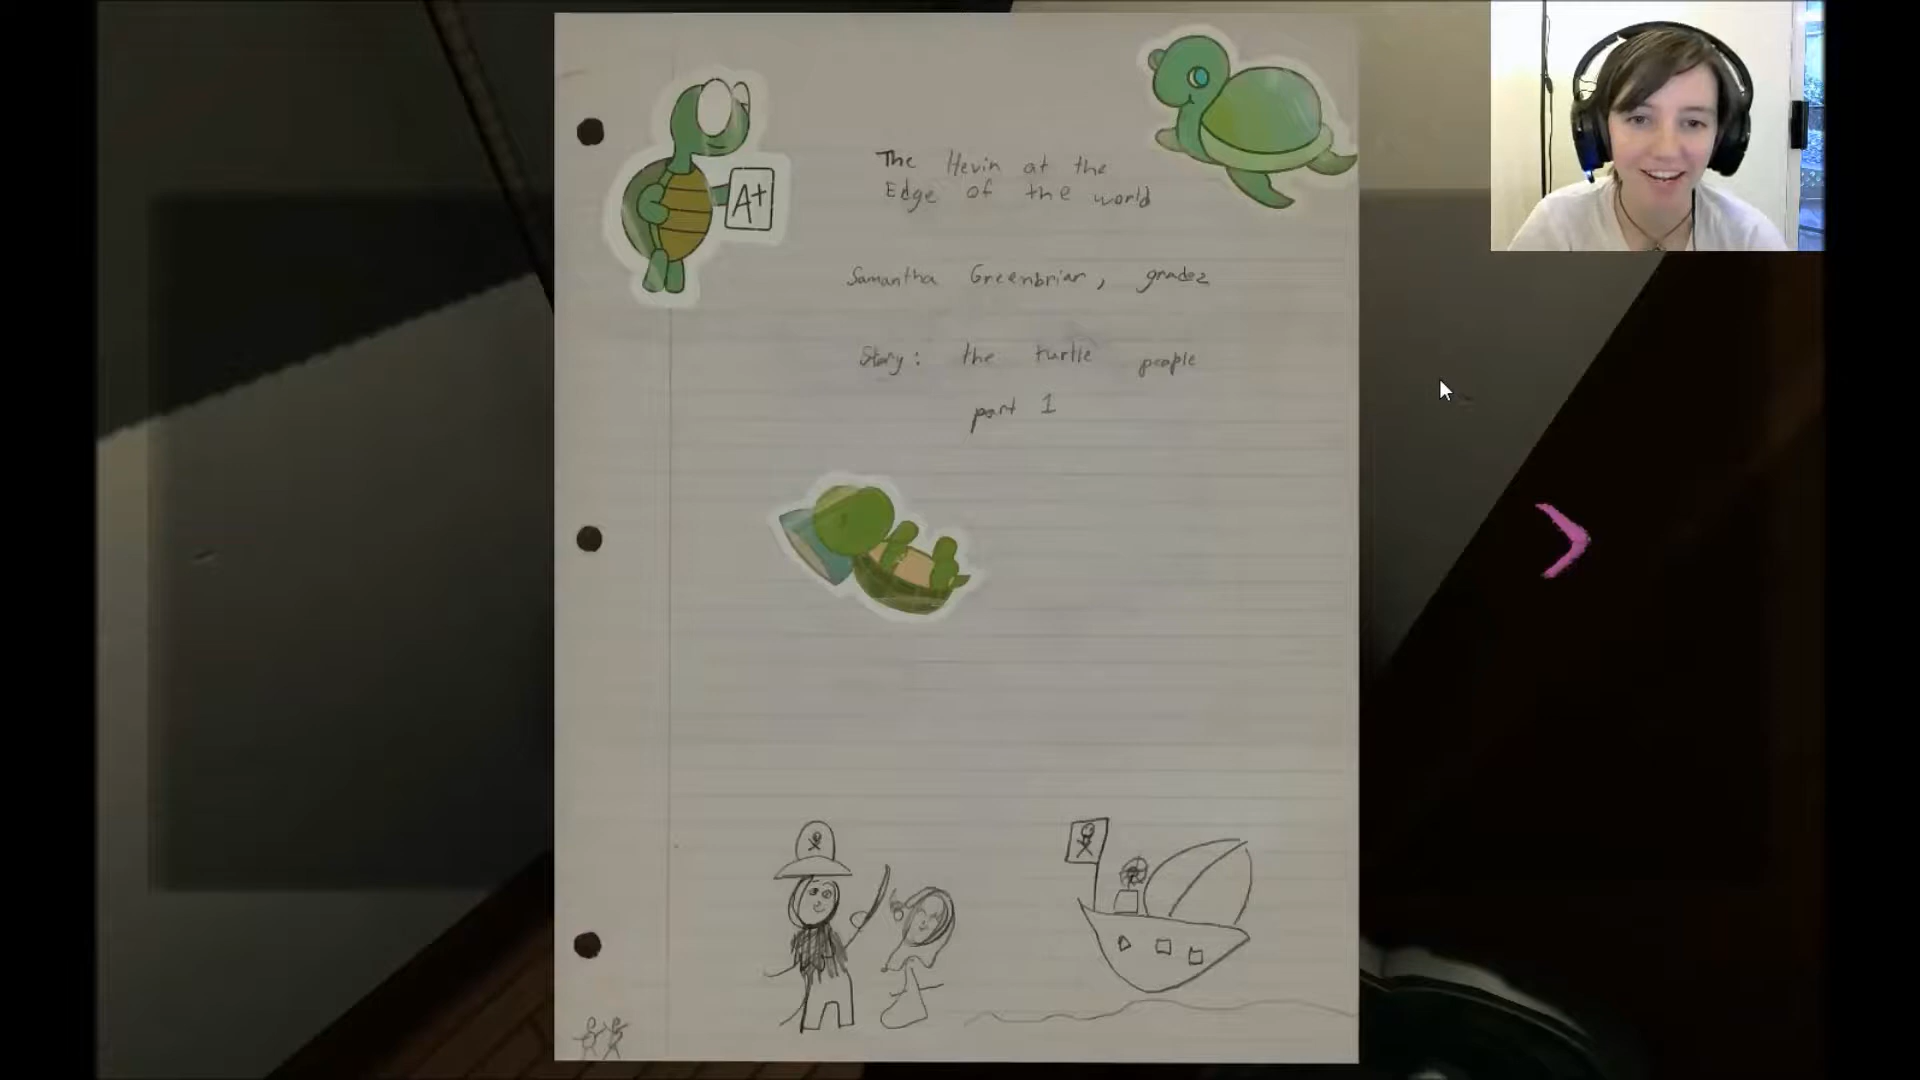 A+
The Hevin at the
Edge of the world
Samantha Greenbriar, grade2
Story: the turtle people
part 1